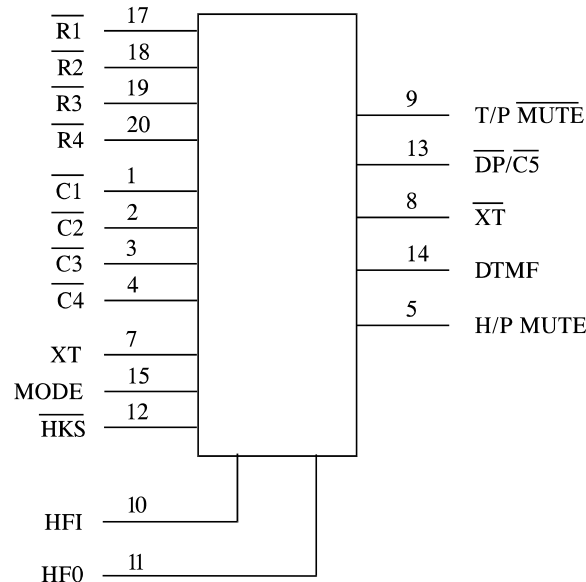 17
R1
18
R2
19
R3
20
R4
1
C1
2
C2
3
C3
4
C4
7
XT
15
MODE
12
HKS
10
HFI
11
HF0
9
T/P MUTE
13
DP/C5
8
XT
14
DTMF
5
H/P MUTE